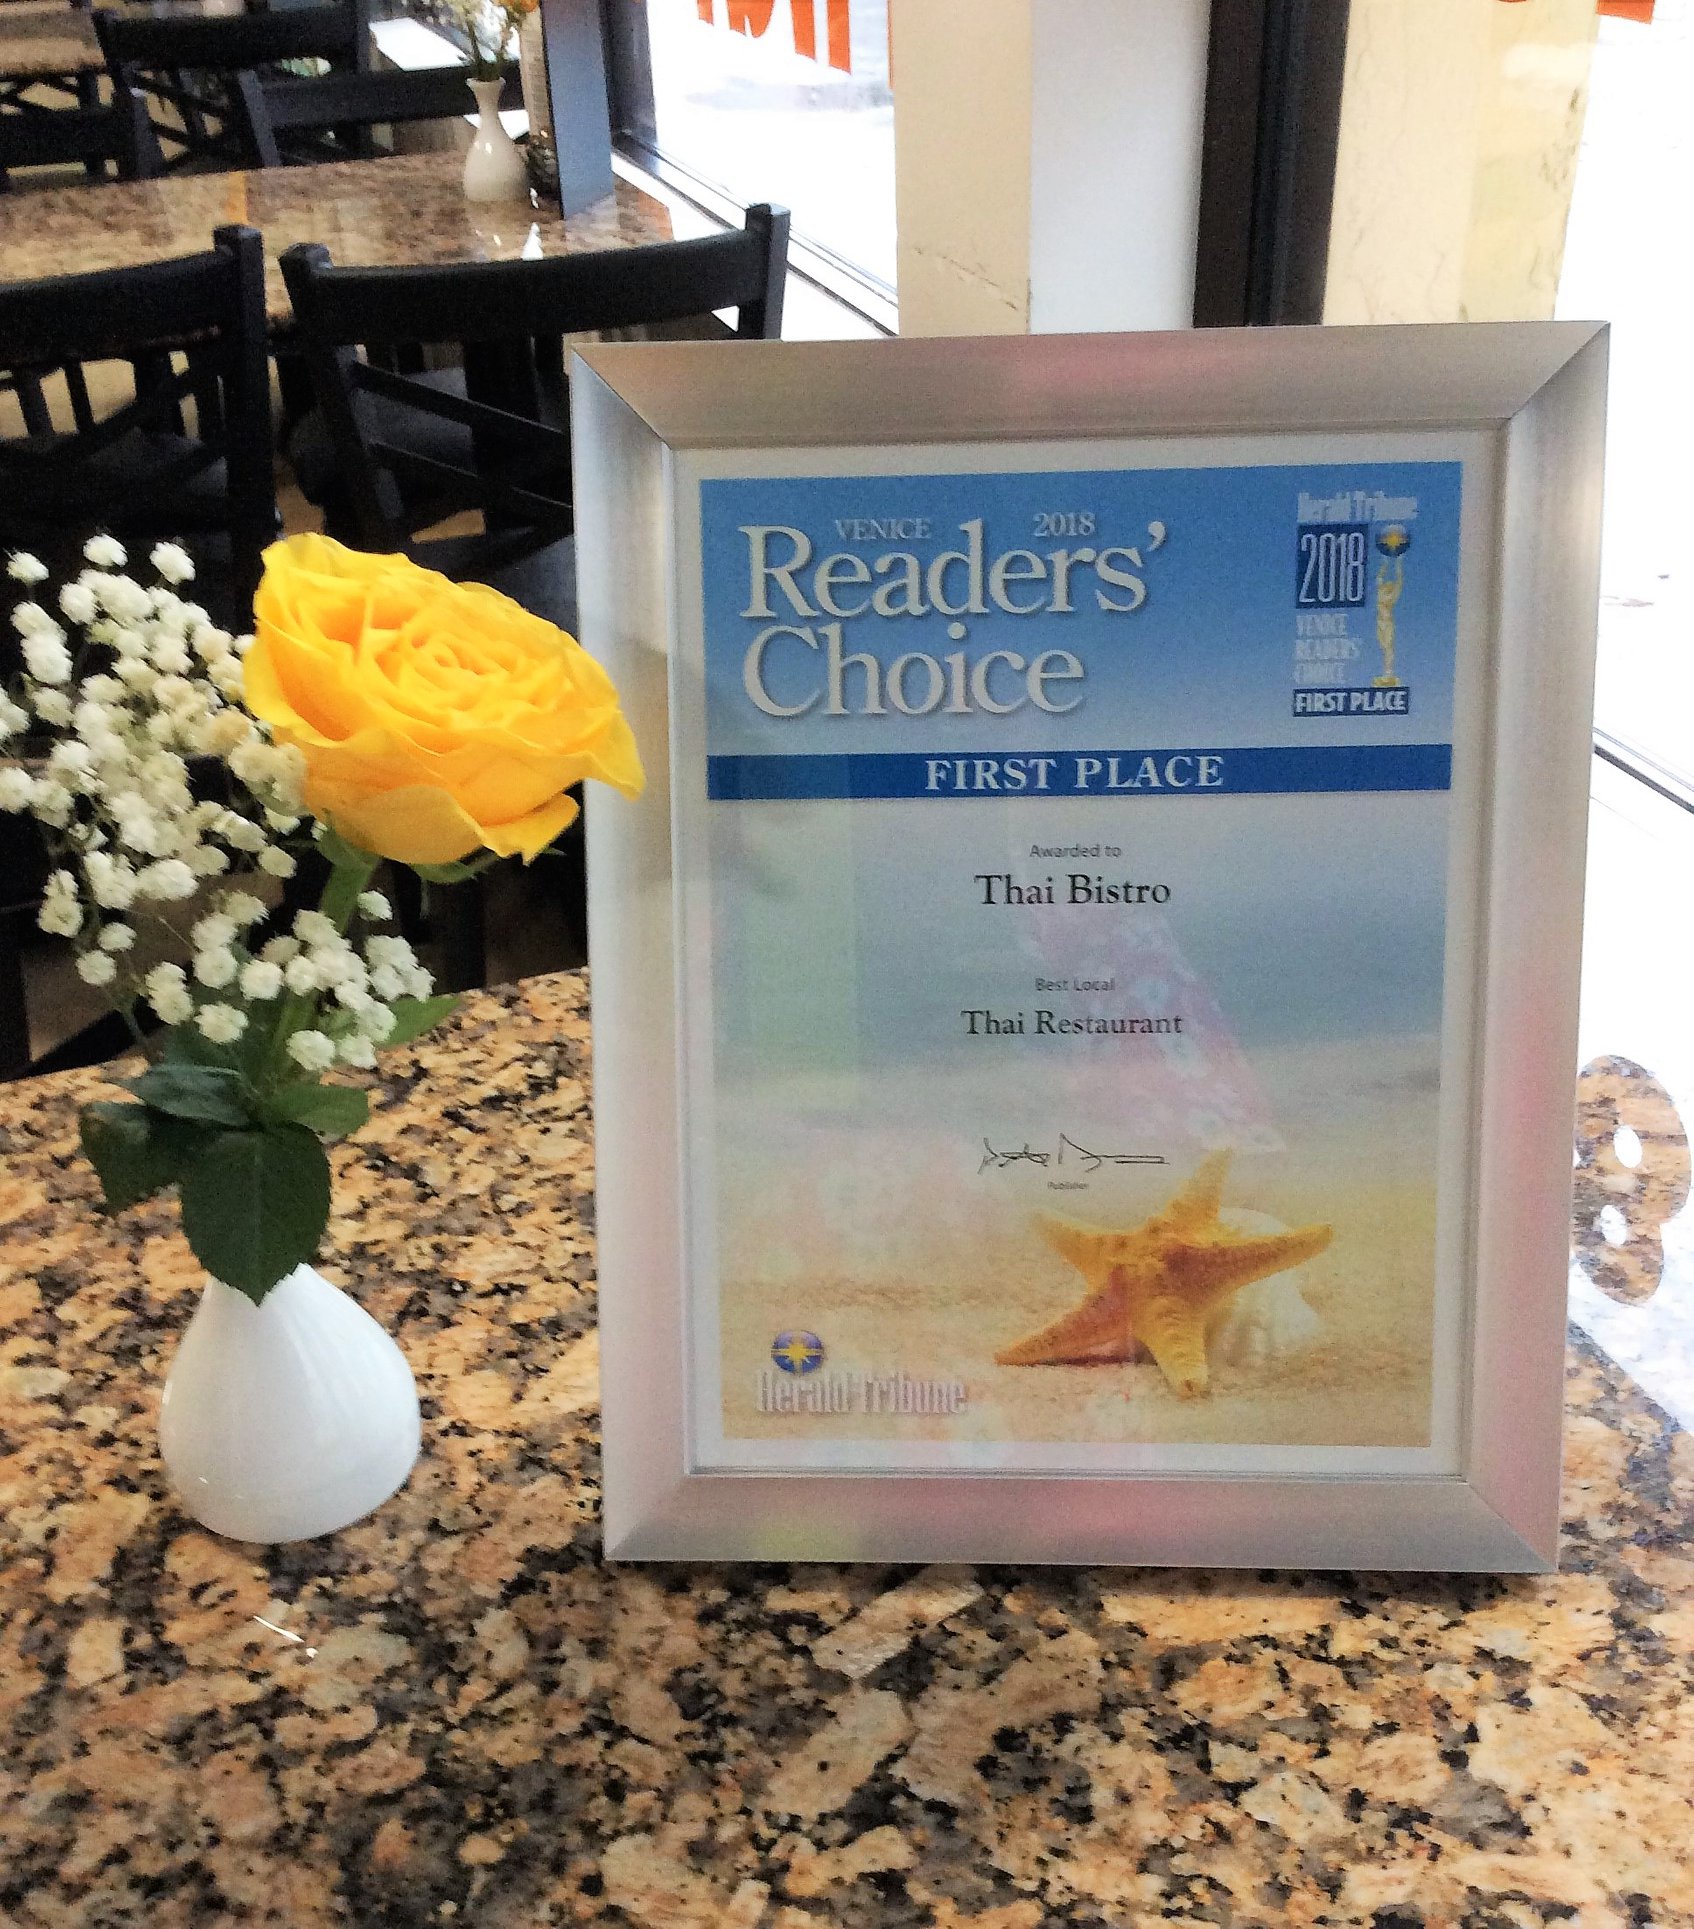 VENICE 2018
Readers'
Choice
Herald Tribune
2018
VENICE
READERS'
CHOICE
FIRST PLACE
FIRST PLACE
Awarded to
Thai Bistro
Best Local
Thai Restaurant
Publisher
Herald-Tribune